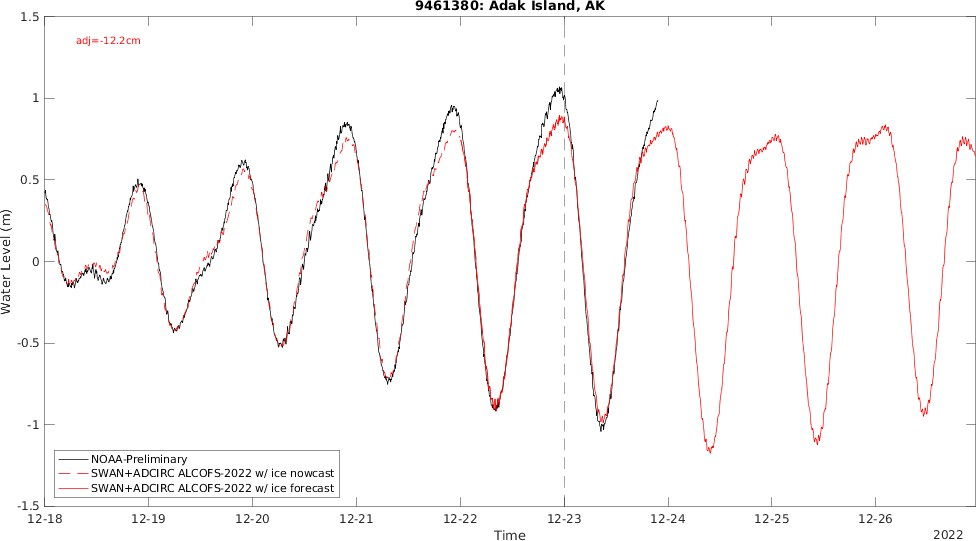 9461380: Adak Island, AK
adj=-12.2cm
1.5
1
0.5
0
-0.5
-1
-1.5
Water Level (m)
NOAA-Preliminary
SWAN+ADCIRC ALCOFS-2022 w/ ice nowcast
SWAN+ADCIRC ALCOFS-2022 w/ ice forecast
12-18 12-19 12-20 12-21 12-22 12-23 12-24 12-25 12-26
Time
2022